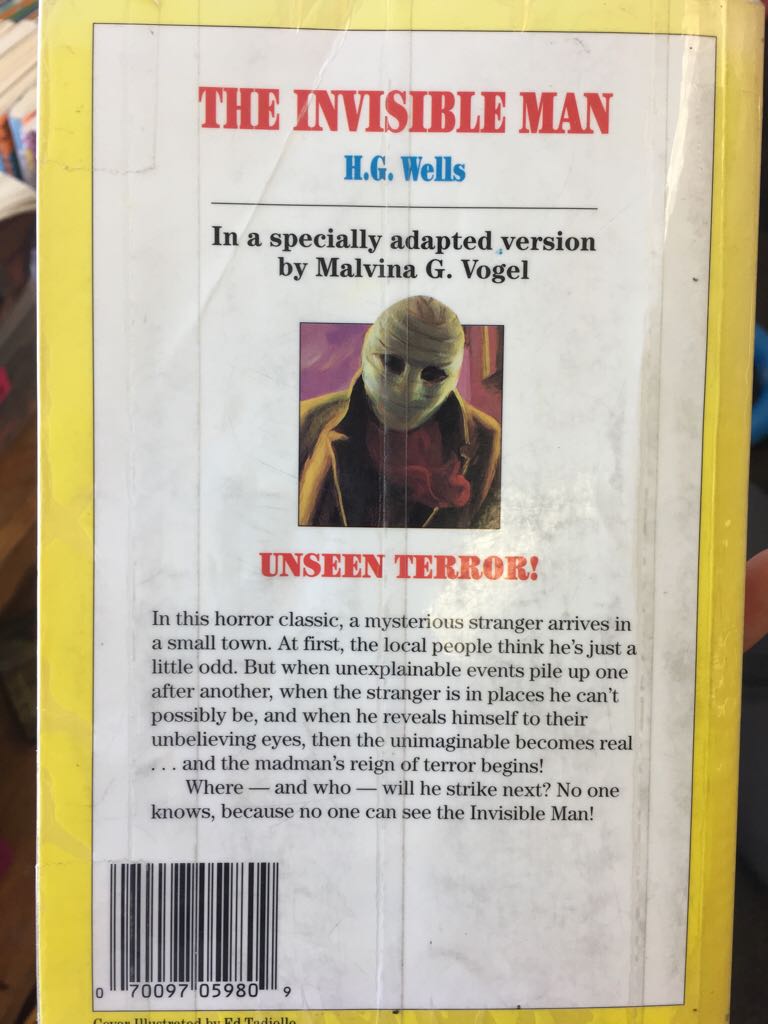 THE INVISIBLE MAN
H.G. Wells
In a specially adapted version
by Malvina G. Vogel
UNSEEN TERROR!
In this horror classic, a mysterious stranger arrives in
a small town. At first, the local people think he's just a
little odd. But when unexplainable events pile up one
after another, when the stranger is in places he can't
possibly be, and when he reveals himself to their
unbelieving eyes, then the unimaginable becomes real
. . . and the madman's reign of terror begins!
Where — and who — will he strike next? No one
knows, because no one can see the Invisible Man!
0 70097 05980 9
Cover Illustrated by Ed Tadiello